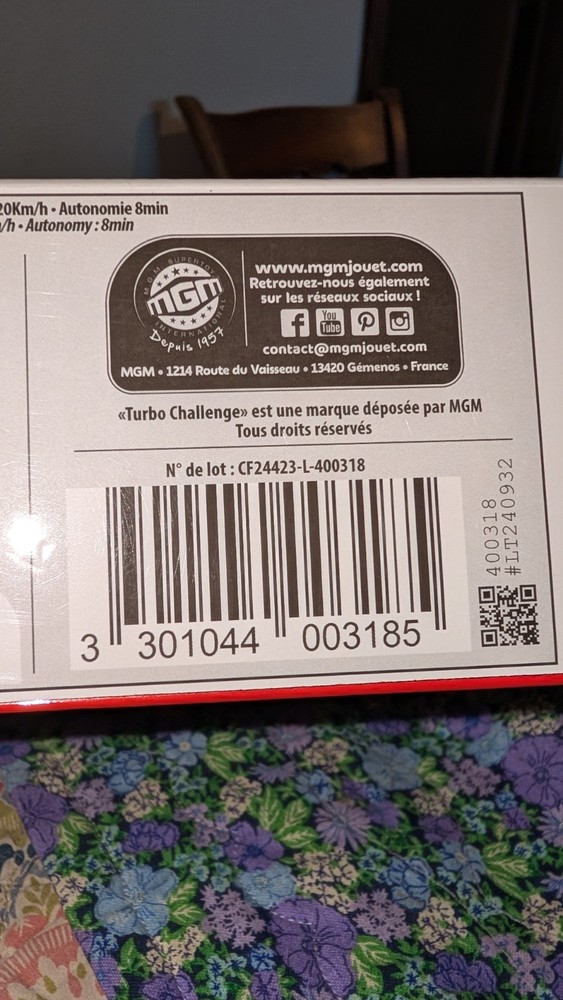 20Km/h • Autonomie 8min
/h • Autonomy : 8min
M.G.M SUPERTOY
MGM
INTERNATIONAL
Depuis 1957
www.mgmjouet.com
Retrouvez-nous également
sur les réseaux sociaux !
f
You
Tube
contact@mgmjouet.com
MGM • 1214 Route du Vaisseau • 13420 Gémenos • France
«Turbo Challenge» est une marque déposée par MGM
Tous droits réservés
N° de lot : CF24423-L-400318
3 301044 003185
400318
#LT240932